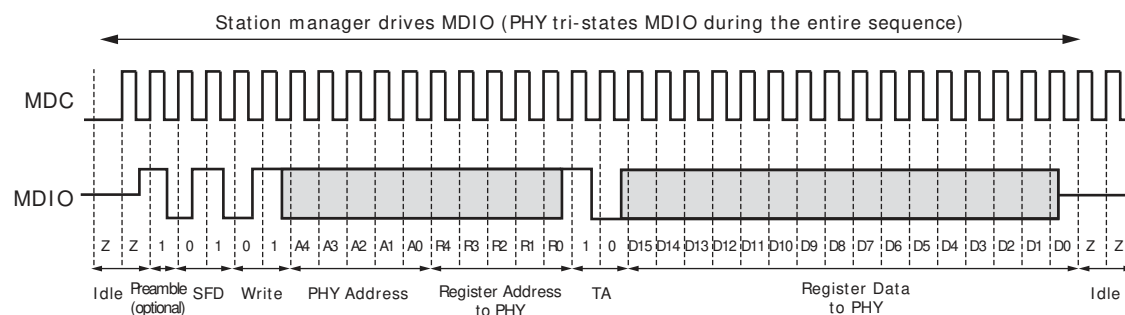 Station manager drives MDIO (PHY tri-states MDIO during the entire sequence)
MDC
MDIO
Z Z 1 0 1 0 1 A4 A3 A2 A1 A0 R4 R3 R2 R1 R0 1 0 D15 D14 D13 D12 D11 D10 D9 D8 D7 D6 D5 D4 D3 D2 D1 D0 Z Z
Idle Preamble (optional) SFD Write PHY Address Register Address to PHY TA Register Data to PHY Idle